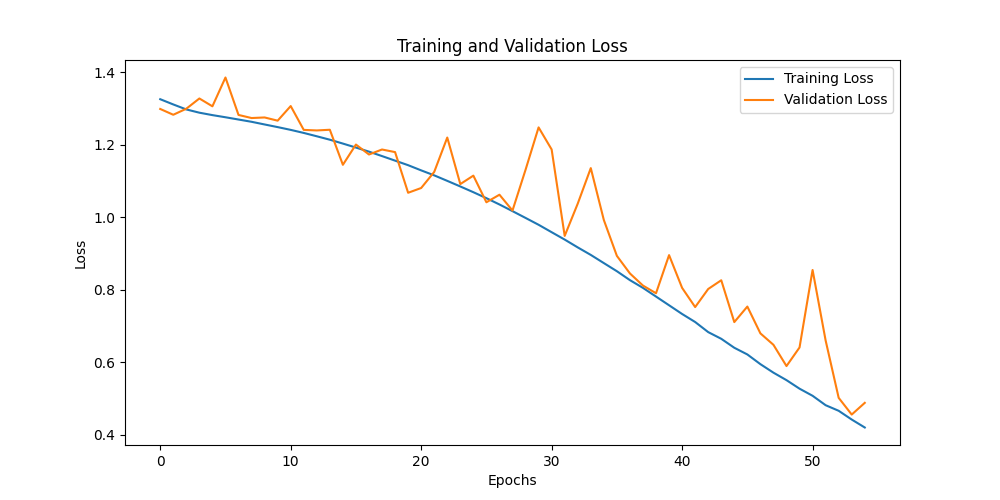 Training and Validation Loss
Training Loss
Validation Loss
Loss
1.4
1.2
1.0
0.8
0.6
0.4
0 10 20 30 40 50
Epochs